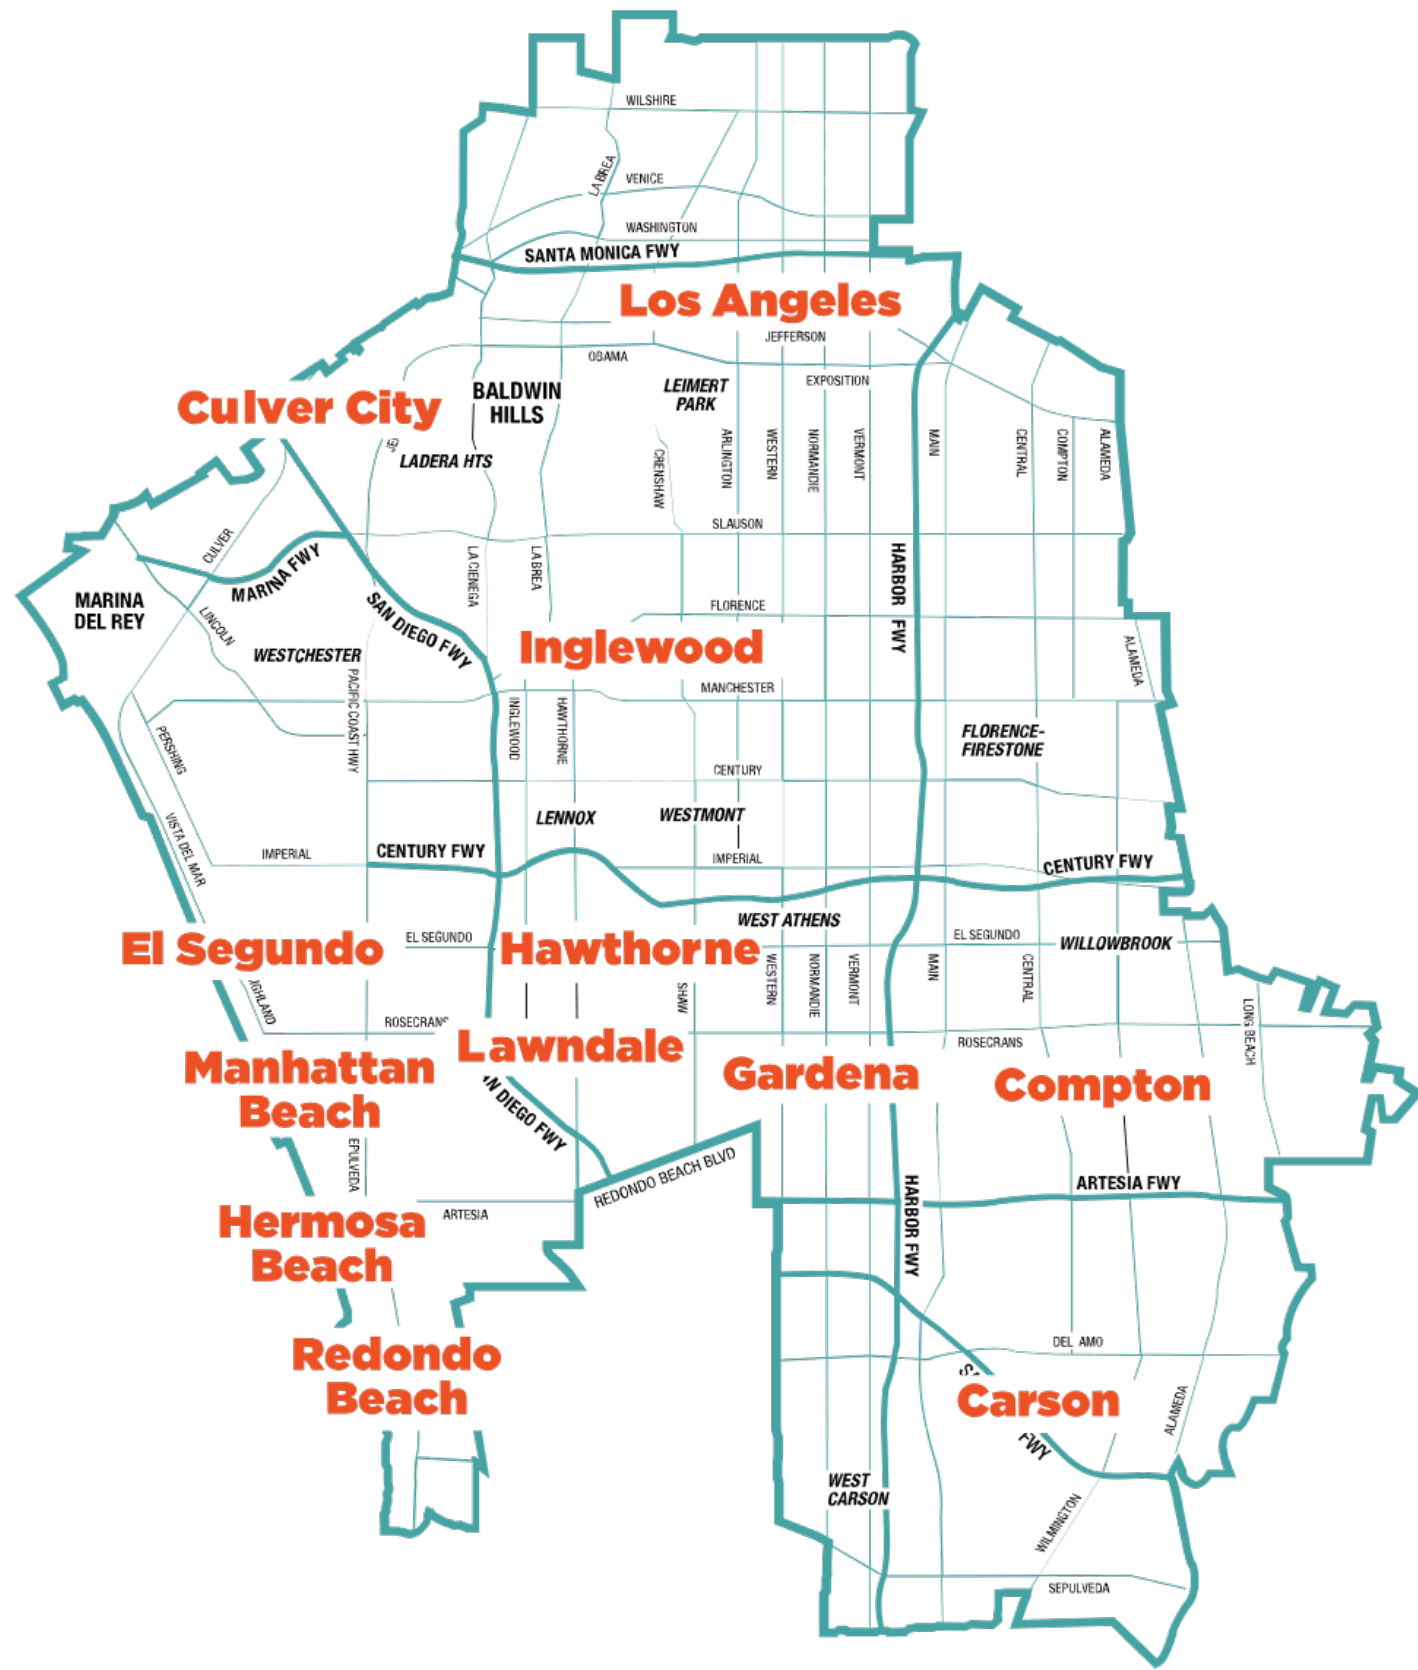 WILSHIRE
LA BREA
VENICE
WASHINGTON
SANTA MONICA FWY
Los Angeles
JEFFERSON
OBAMA
EXPOSITION
Culver City
BALDWIN
HILLS
LEIMERT
PARK
LADERA HTS
CRENSHAW
ARLINGTON
WESTERN
NORMANDIE
VERMONT
MAIN
CENTRAL
COMPTON
ALAMEDA
SLAUSON
CULVER
MARINA FWY
LA CIENEGA
LA BREA
HARBOR FWY
MARINA
DEL REY
LINCOLN
SAN DIEGO FWY
FLORENCE
ALAMEDA
WESTCHESTER
Inglewood
PACIFIC COAST HWY
MANCHESTER
INGLEWOOD
HAWTHORNE
PERSHING
FLORENCE-
FIRESTONE
CENTURY
VISTA DEL MAR
LENNOX
WESTMONT
IMPERIAL
CENTURY FWY
IMPERIAL
CENTURY FWY
WEST ATHENS
El Segundo
EL SEGUNDO
Hawthorne
EL SEGUNDO
WILLOWBROOK
GHLAND
SHAW
WESTERN
NORMANDIE
VERMONT
MAIN
CENTRAL
LONG BEACH
ROSECRANS
Lawndale
ROSECRANS
Manhattan
Beach
Gardena
Compton
AN DIEGO FWY
EPULVEDA
REDONDO BEACH BLVD
HARBOR FWY
ARTESIA FWY
Hermosa
Beach
ARTESIA
Redondo
Beach
DEL AMO
Carson
FWY
ALAMEDA
WEST
CARSON
WILMINGTON
SEPULVEDA